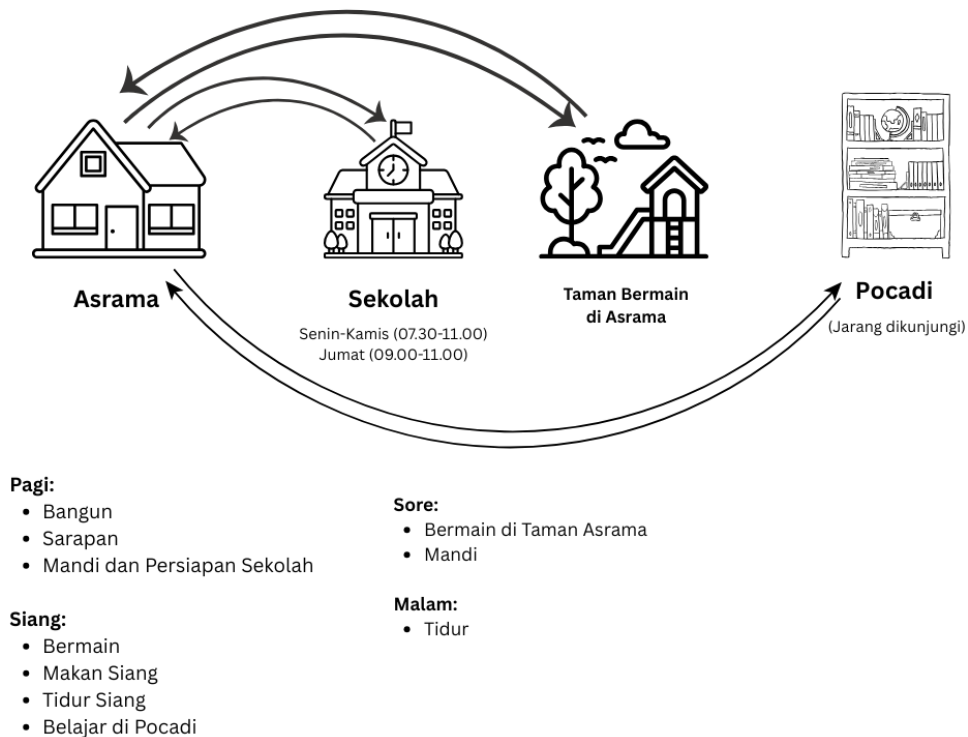 Asrama
Sekolah
Senin-Kamis (07.30-11.00)
Jumat (09.00-11.00)
Taman Bermain
di Asrama
Pocadi
(Jarang dikunjungi)
Pagi:
• Bangun
• Sarapan
• Mandi dan Persiapan Sekolah
Siang:
• Bermain
• Makan Siang
• Tidur Siang
• Belajar di Pocadi
Sore:
• Bermain di Taman Asrama
• Mandi
Malam:
• Tidur